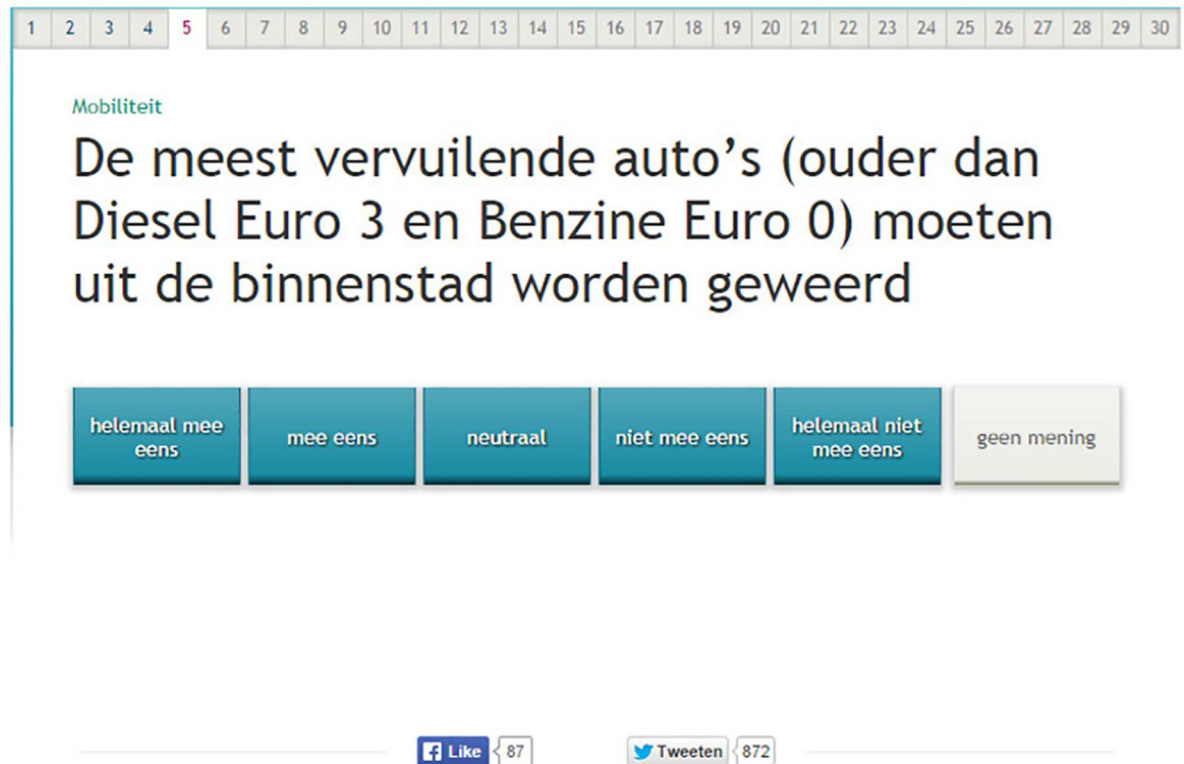 1 2 3 4 5 6 7 8 9 10 11 12 13 14 15 16 17 18 19 20 21 22 23 24 25 26 27 28 29 30
Mobiliteit
De meest vervuilende auto’s (ouder dan
Diesel Euro 3 en Benzine Euro 0) moeten
uit de binnenstad worden geweerd
helemaal mee
eens
mee eens
neutraal
niet mee eens
helemaal niet
mee eens
geen mening
Like 87
Tweeten 872